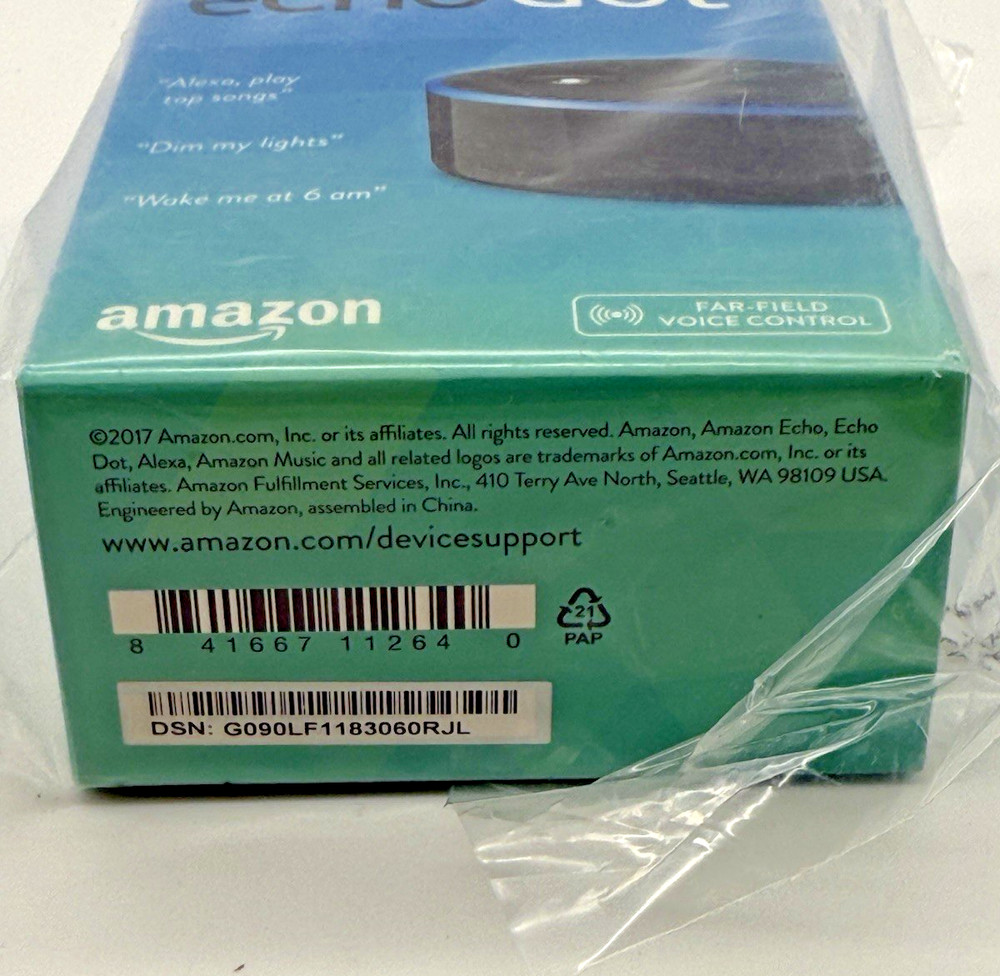 echo dot
"Alexa, play
top songs"
"Dim my lights"
"Wake me at 6 am"
amazon
FAR-FIELD
VOICE CONTROL
©2017 Amazon.com, Inc. or its affiliates. All rights reserved. Amazon, Amazon Echo, Echo
Dot, Alexa, Amazon Music and all related logos are trademarks of Amazon.com, Inc. or its
affiliates. Amazon Fulfillment Services, Inc., 410 Terry Ave North, Seattle, WA 98109 USA.
Engineered by Amazon, assembled in China.
www.amazon.com/devicesupport
8 41667 11264 0
21
PAP
DSN: G090LF1183060RJL